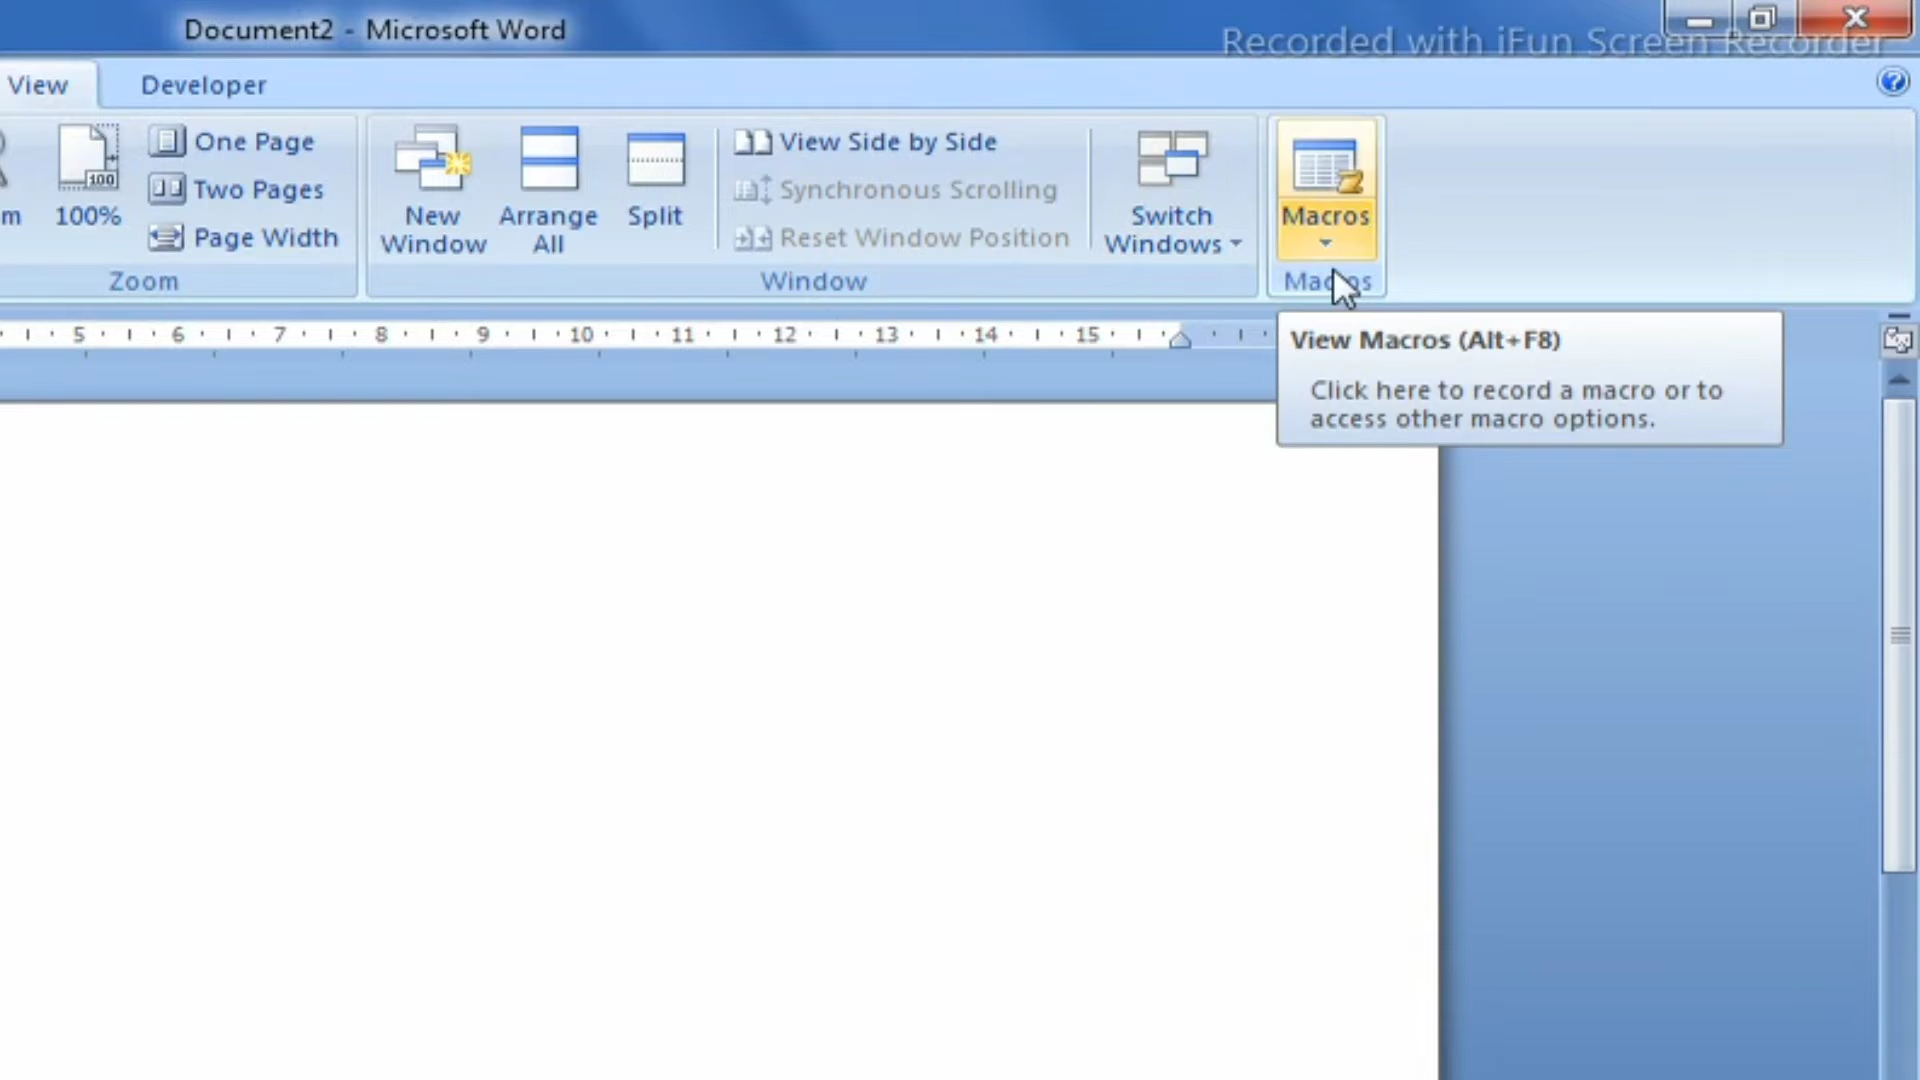 Document2 - Microsoft Word
Recorded with iFun Screen Recorder
View
Developer
m
100
100%
One Page
Two Pages
Page Width
Zoom
New
Window
Arrange
All
Split
View Side by Side
Synchronous Scrolling
Reset Window Position
Switch
Windows
Window
Macros
Macros
5 6 7 8 9 10 11 12 13 14 15
View Macros (Alt+F8)
Click here to record a macro or to
access other macro options.